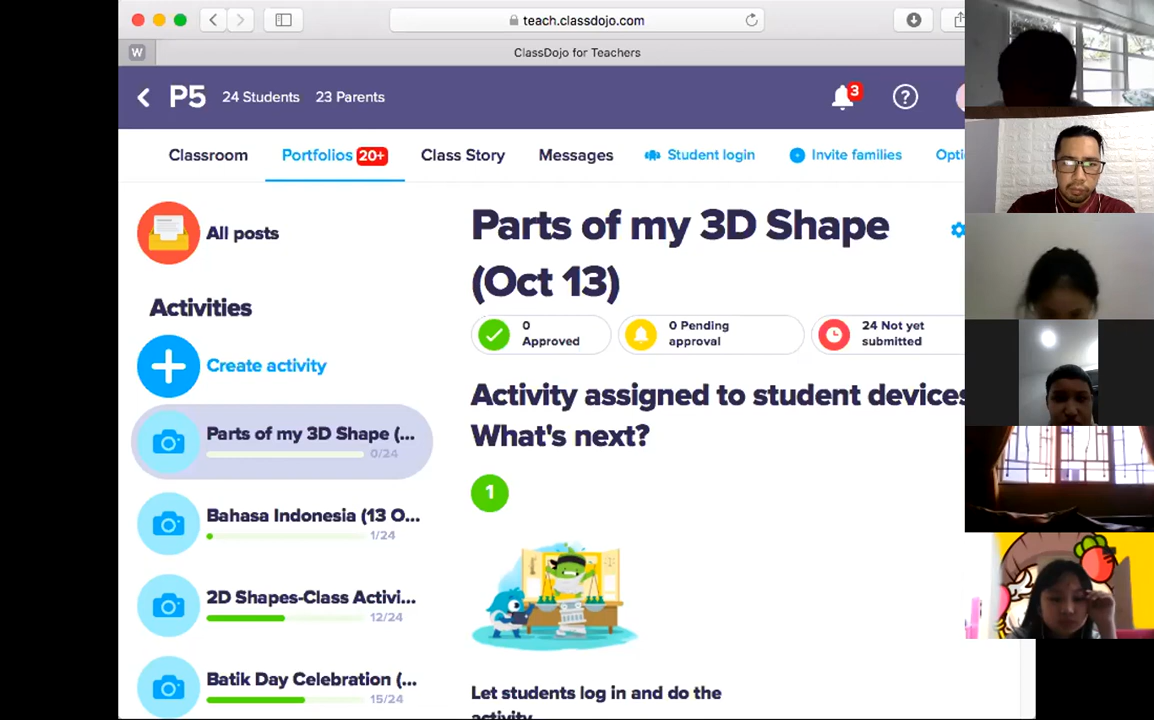 teach.classdojo.com
W
ClassDojo for Teachers
P5 24 Students 23 Parents 3 ?
Classroom Portfolios 20+ Class Story Messages Student login Invite families Opti
All posts
Activities
Create activity
Parts of my 3D Shape (...
0/24
Bahasa Indonesia (13 O...
1/24
2D Shapes-Class Activi...
12/24
Batik Day Celebration (...
15/24
Parts of my 3D Shape
(Oct 13)
0
Approved
0 Pending
approval
24 Not yet
submitted
Activity assigned to student devices
What's next?
1
Let students log in and do the
activity